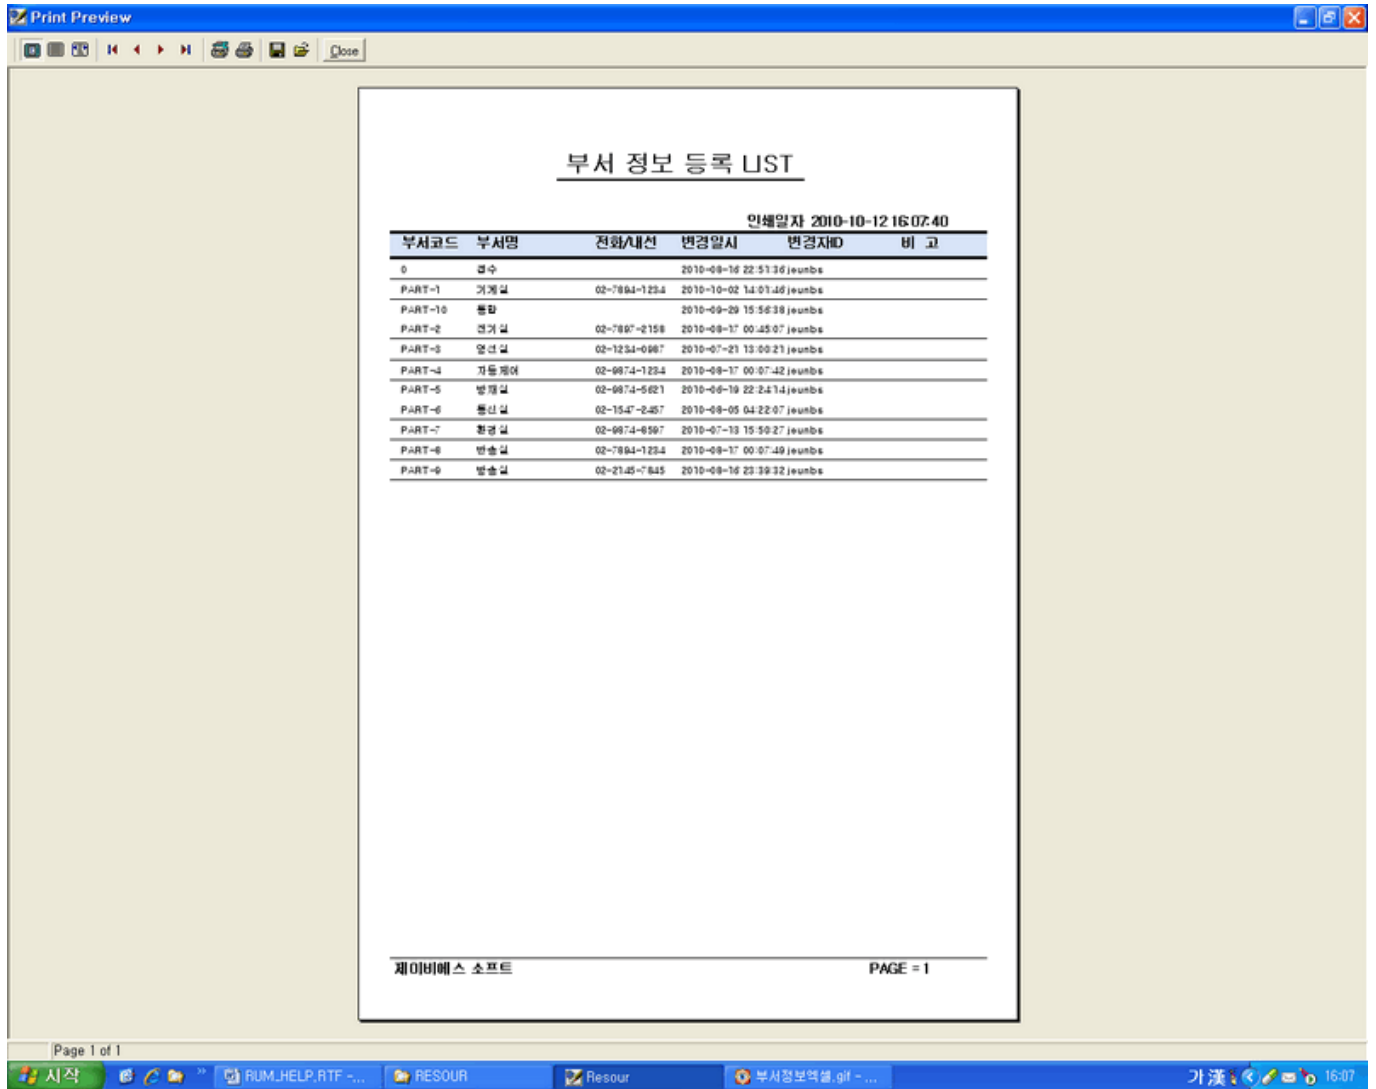 Print Preview
Close
부서 정보 등록 LIST
인쇄일자 2010-10-12 16:07:40
부서코드 부서명 전화/내선 변경일시 변경자ID 비 고
0 검수 2010-08-16 22:51:36 jeunbs
PART-1 기계실 02-7894-1234 2010-10-02 14:01:46 jeunbs
PART-10 통합 2010-09-29 15:56:38 jeunbs
PART-2 전기실 02-7897-2158 2010-08-17 00:45:07 jeunbs
PART-3 영선실 02-1234-0987 2010-07-21 13:00:21 jeunbs
PART-4 자동제어 02-9874-1234 2010-08-17 00:07:42 jeunbs
PART-5 방재실 02-9874-5621 2010-06-19 22:24:14 jeunbs
PART-6 통신실 02-1547-2457 2010-08-05 04:22:07 jeunbs
PART-7 환경실 02-9874-6597 2010-07-13 15:50:27 jeunbs
PART-8 반송실 02-7894-1234 2010-08-17 00:07:49 jeunbs
PART-9 방송실 02-2145-7845 2010-08-16 23:39:32 jeunbs
제이비에스 소프트 PAGE = 1
Page 1 of 1
시작 RUM_HELP.RTF -... RESOUR Resour 부서정보엑셀.gif - ... 가 漢 16:07